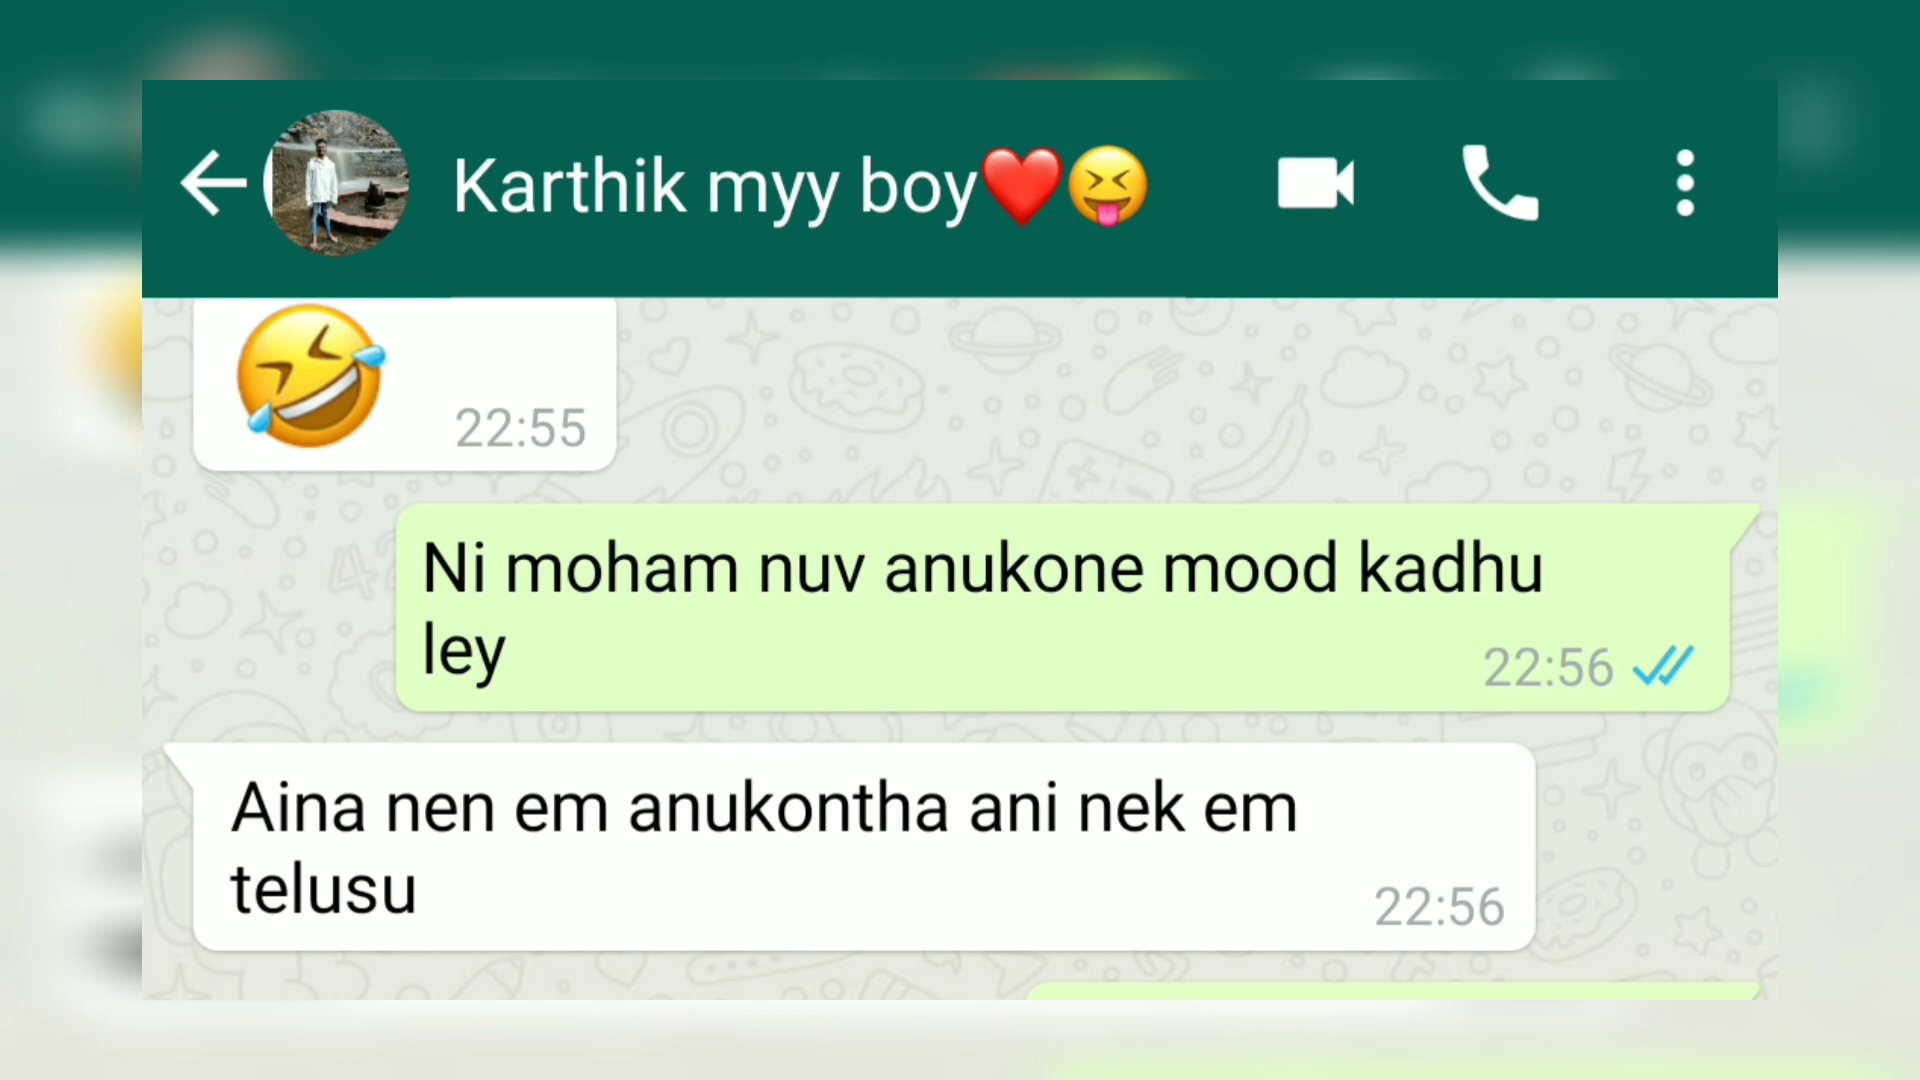 Karthik myy boy❤️😝
🤣
22:55
Ni moham nuv anukone mood kadhu
ley
22:56
Aina nen em anukontha ani nek em
telusu
22:56